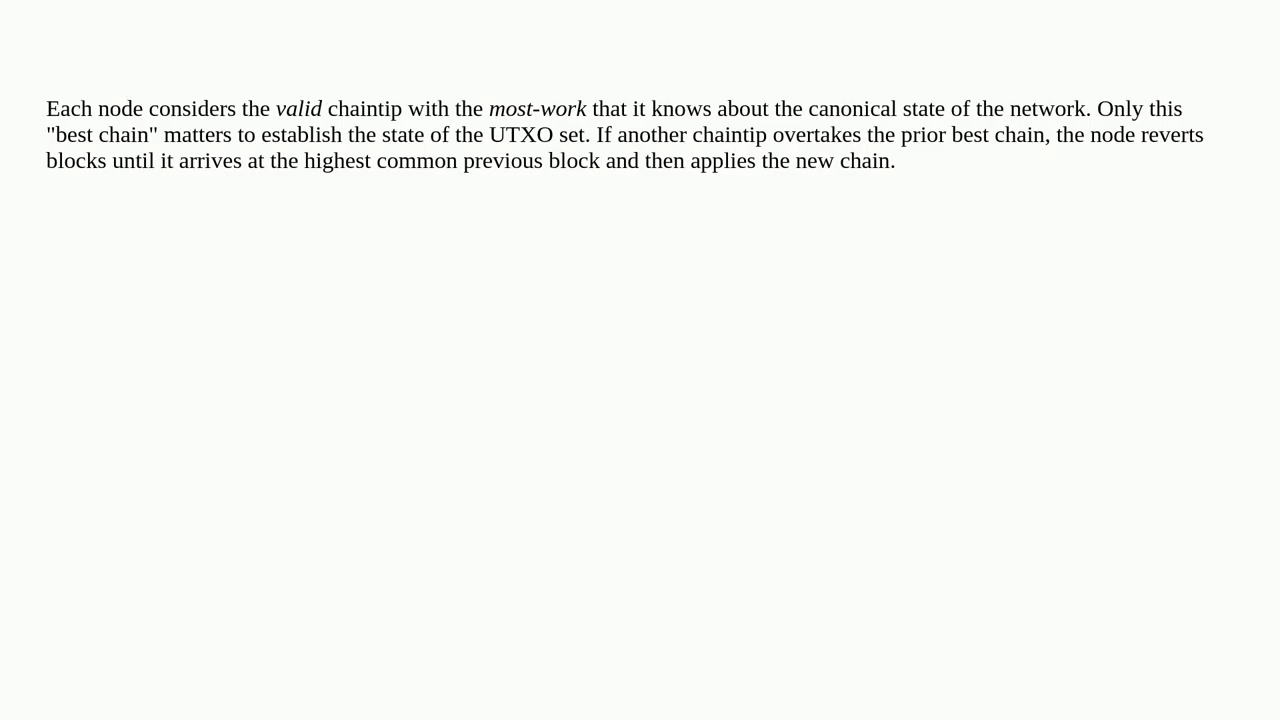 Each node considers the valid chaintip with the most-work that it knows about the canonical state of the network. Only this
"best chain" matters to establish the state of the UTXO set. If another chaintip overtakes the prior best chain, the node reverts
blocks until it arrives at the highest common previous block and then applies the new chain.